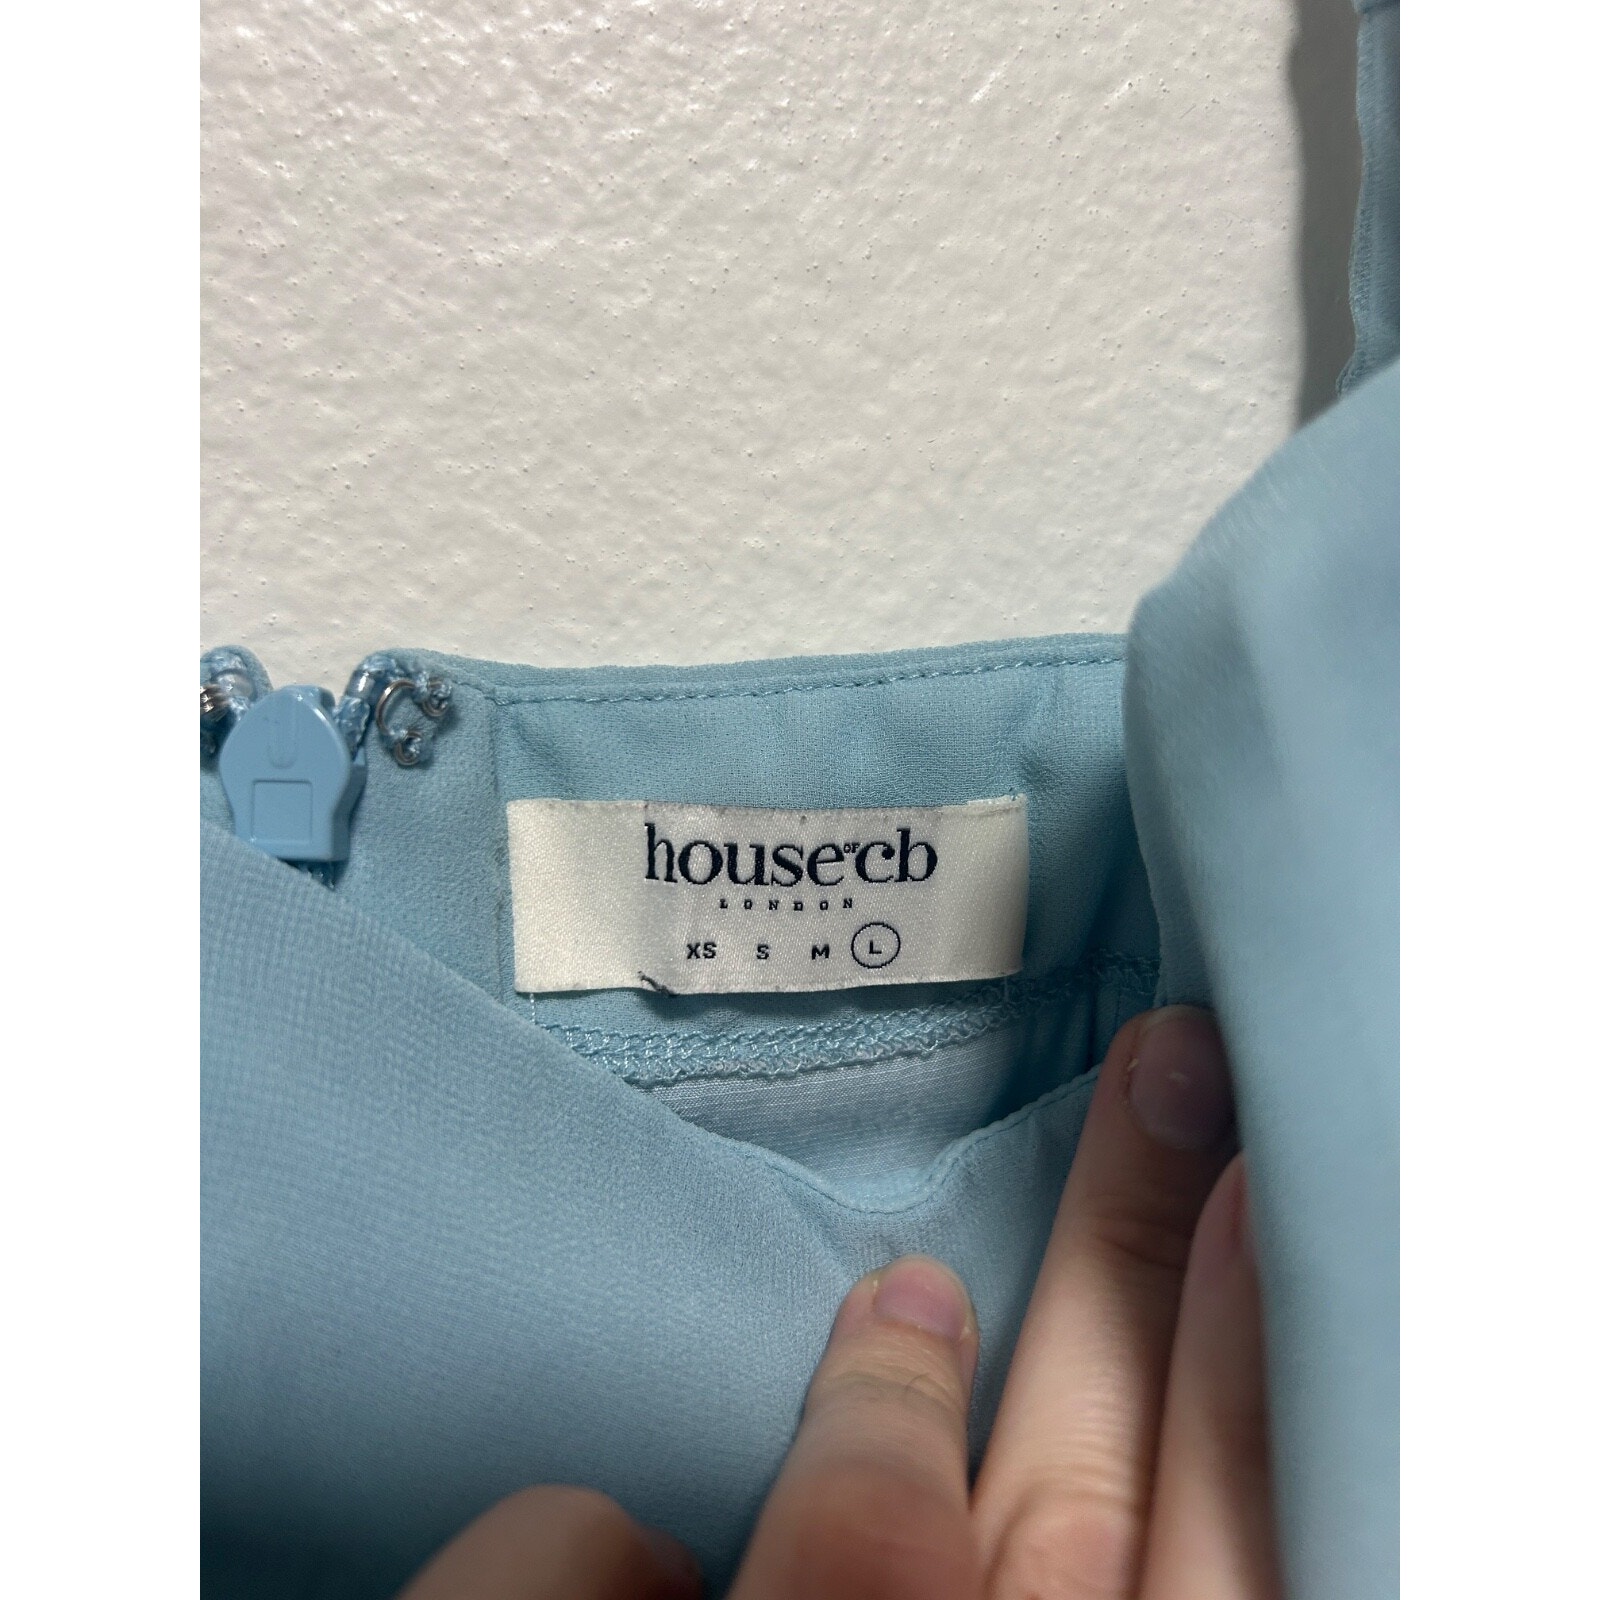 house OF cb
LONDON
XS S M L